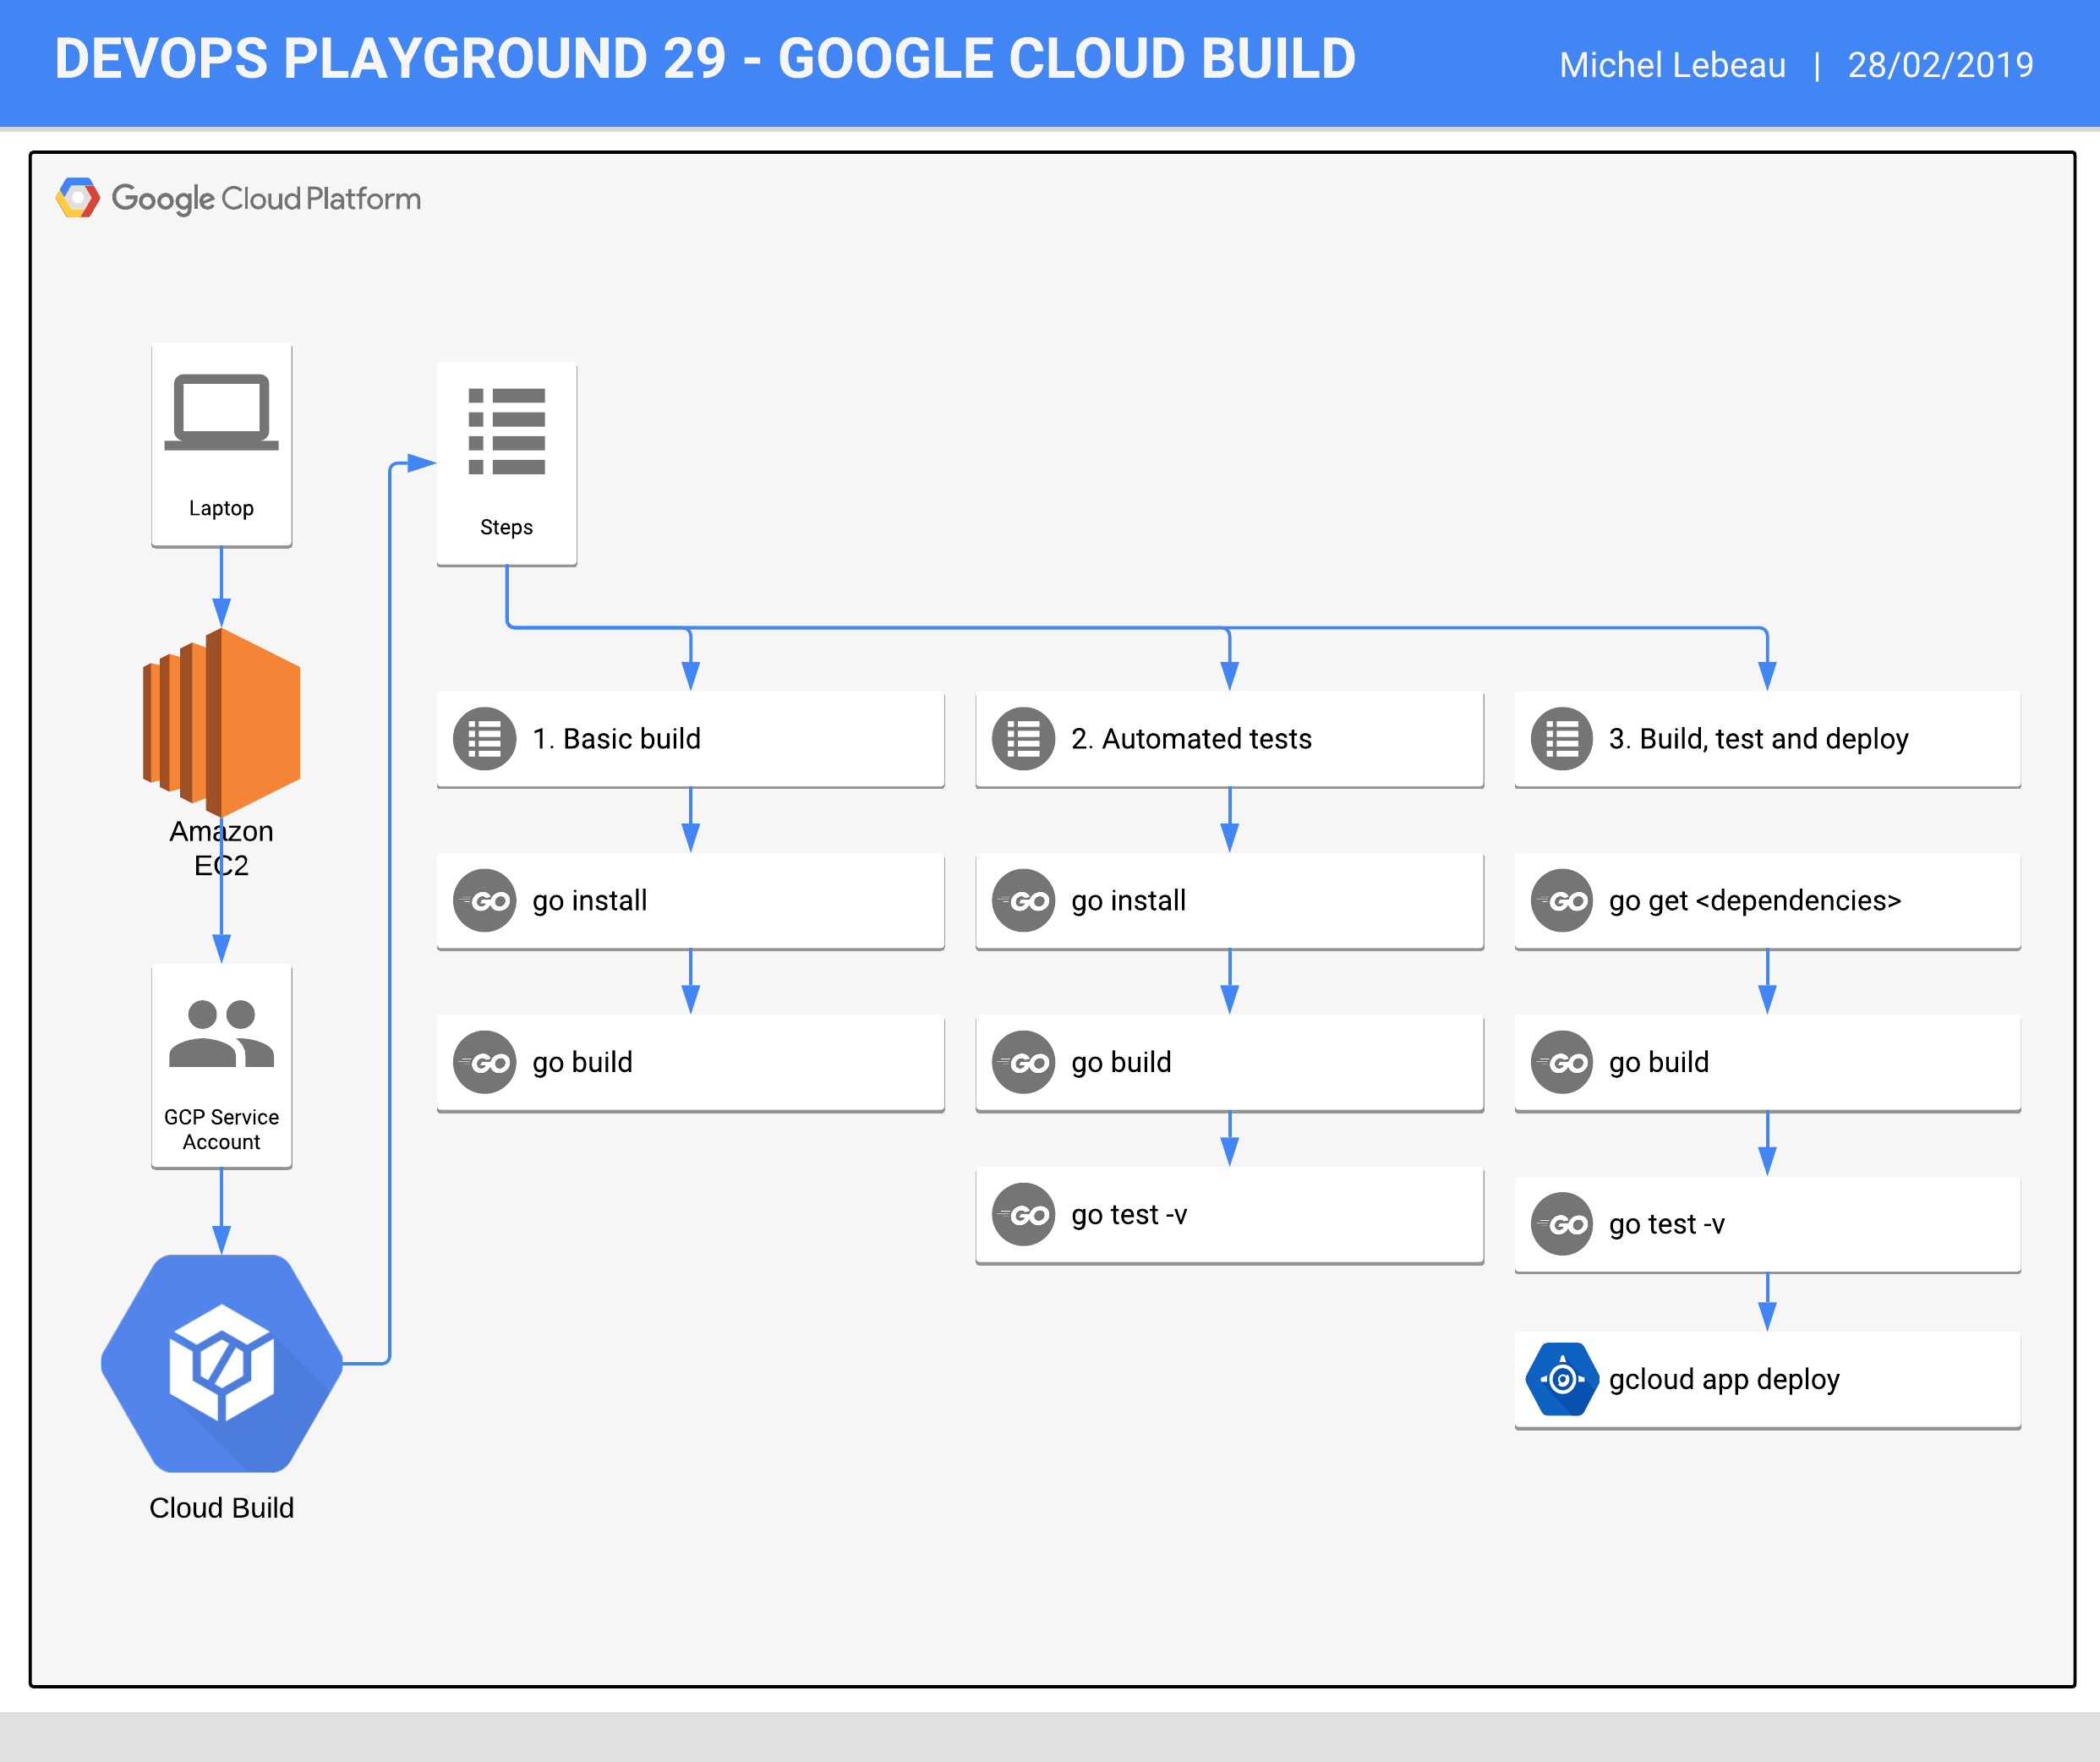 DEVOPS PLAYGROUND 29 - GOOGLE CLOUD BUILD
Michel Lebeau | 28/02/2019
Google Cloud Platform
Laptop
Amazon
EC2
GCP Service
Account
Cloud Build
Steps
1. Basic build
go install
go build
2. Automated tests
go install
go build
go test -v
3. Build, test and deploy
go get <dependencies>
go build
go test -v
gcloud app deploy
GO
GO
GO
GO
GO
GO
GO
GO